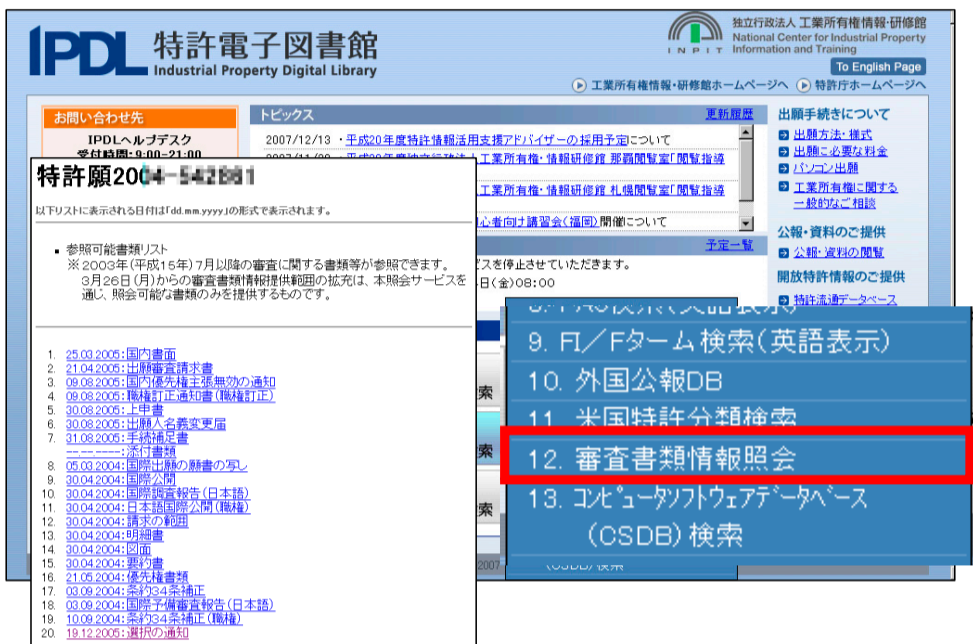 IPDL 特許電子図書館
Industrial Property Digital Library
独立行政法人 工業所有権情報・研修館
National Center for Industrial Property
Information and Training
INPIT
To English Page
工業所有権情報・研修館ホームページへ
特許庁ホームページへ
お問い合わせ先
IPDLヘルプデスク
受付時間:9:00-21:00
トピックス
更新履歴
2007/12/13 ・平成20年度特許情報活用支援アドバイザーの採用予定について
工業所有権・情報研修館 那覇閲覧室「閲覧指導
工業所有権・情報研修館 札幌閲覧室「閲覧指導
心者向け講習会(福岡)開催について
予定一覧
ビスを停止させていただきます。
日(金)08:00
出願手続きについて
出願方法・様式
出願に必要な料金
パソコン出願
工業所有権に関する
一般的なご相談
公報・資料のご提供
公報・資料の閲覧
開放特許情報のご提供
特許流通データベース
特許願2004-542861
以下リストに表示される日付は「dd.mm.yyyy」の形式で表示されます。
▪ 参照可能書類リスト
※2003年(平成15年)7月以降の審査に関する書類等が参照できます。
3月26日(月)からの審査書類情報提供範囲の拡充は、本照会サービスを
通じ、照会可能な書類のみを提供するものです。
1. 25.03.2005:国内書面
2. 21.04.2005:出願審査請求書
3. 09.08.2005:国内優先権主張無効の通知
4. 09.08.2005:職権訂正通知書(職権訂正)
5. 30.08.2005:上申書
6. 30.08.2005:出願人名義変更届
7. 31.08.2005:手続補足書
--.--.----:添付書類
8. 05.03.2004:国際出願の願書の写し
9. 30.04.2004:国際公開
10. 30.04.2004:国際調査報告(日本語)
11. 30.04.2004:日本語国際公開(職権)
12. 30.04.2004:請求の範囲
13. 30.04.2004:明細書
14. 30.04.2004:図面
15. 30.04.2004:要約書
16. 21.05.2004:優先権書類
17. 03.09.2004:条約34条補正
18. 03.09.2004:国際予備審査報告(日本語)
19. 10.09.2004:条約34条補正(職権)
20. 19.12.2005:選択の通知
索
索
索
2007
9. FI/Fターム検索(英語表示)
10. 外国公報DB
11. 米国特許分類検索
12. 審査書類情報照会
13. コンピュータソフトウェアデータベース
(CSDB)検索
(CSDB)検索